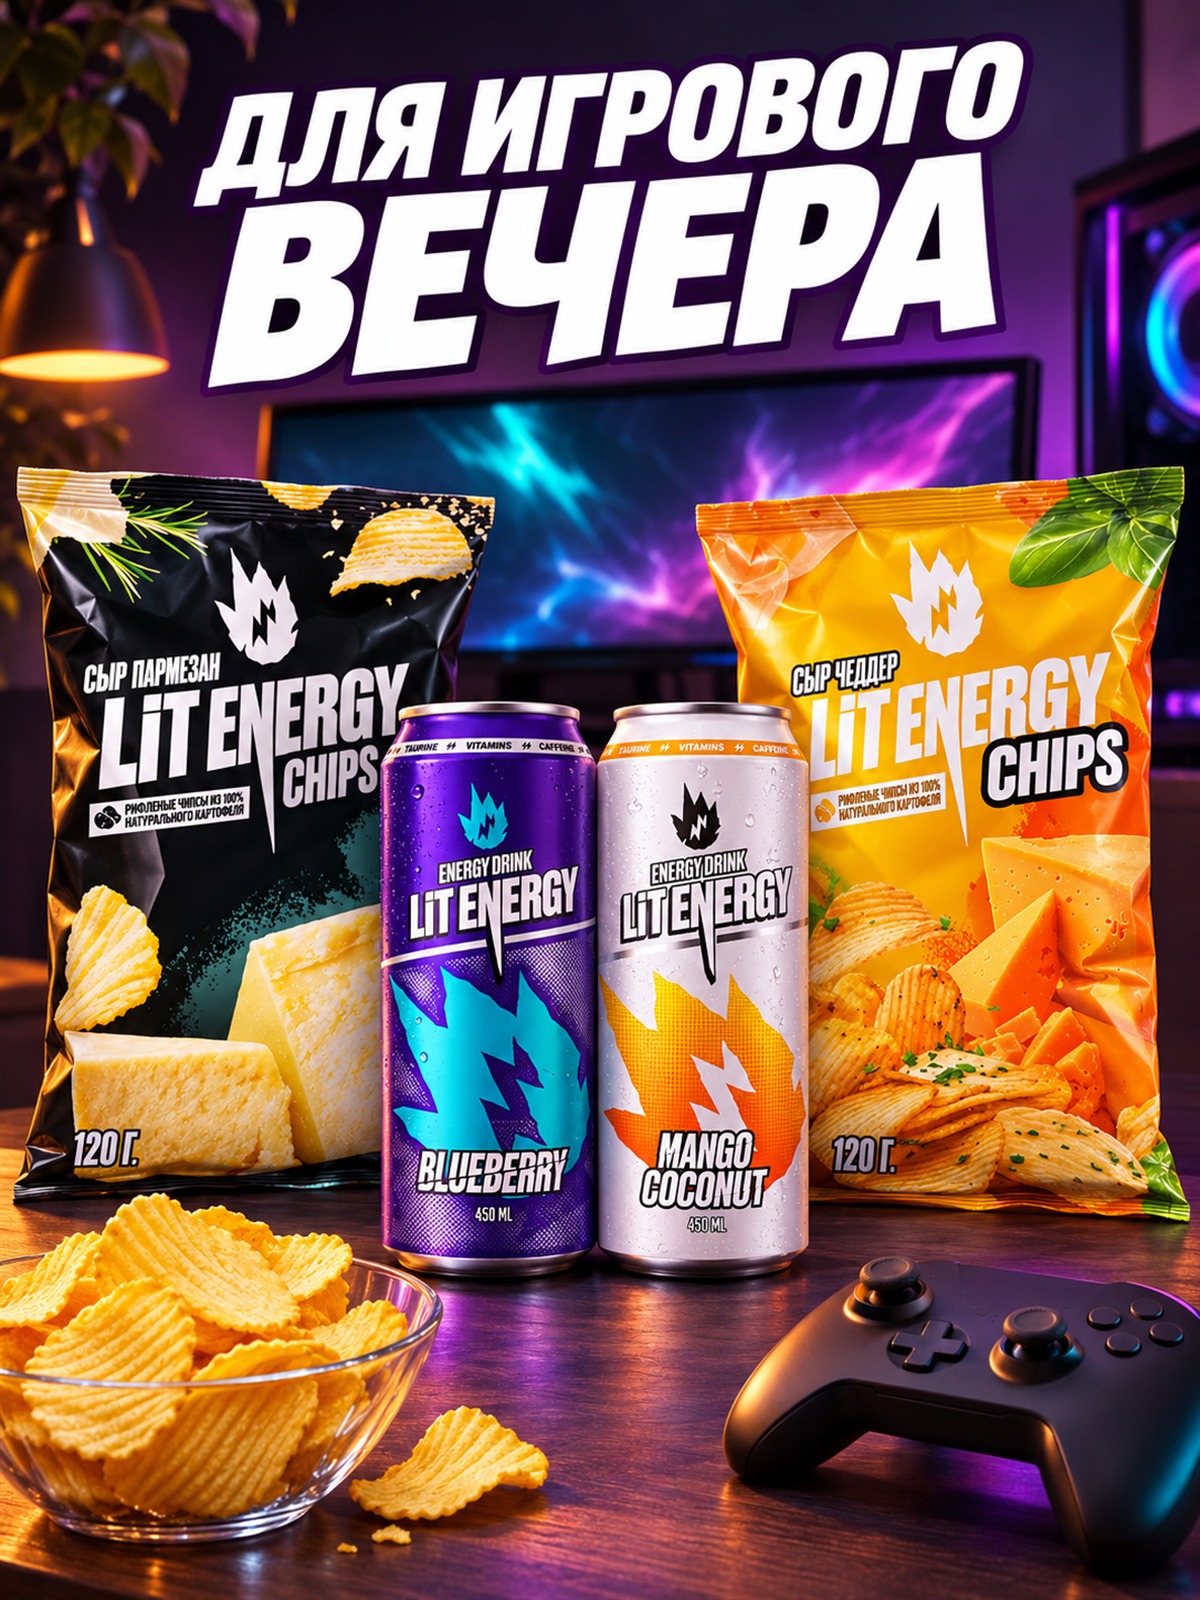 ДЛЯ ИГРОВОГО
ВЕЧЕРА
СЫР ПАРМЕЗАН
LiT ENERGY
CHIPS
РИФЛЕНЫЕ ЧИПСЫ ИЗ 100%
НАТУРАЛЬНОГО КАРТОФЕЛЯ
120 Г.
TAURINE VITAMINS CAFFEINE
ENERGY DRINK
LiT ENERGY
BLUEBERRY
450 ML
TAURINE VITAMINS CAFFEINE
ENERGY DRINK
LiT ENERGY
MANGO
COCONUT
450 ML
СЫР ЧЕДДЕР
LiT ENERGY
CHIPS
РИФЛЕНЫЕ ЧИПСЫ ИЗ 100%
НАТУРАЛЬНОГО КАРТОФЕЛЯ
120 Г.